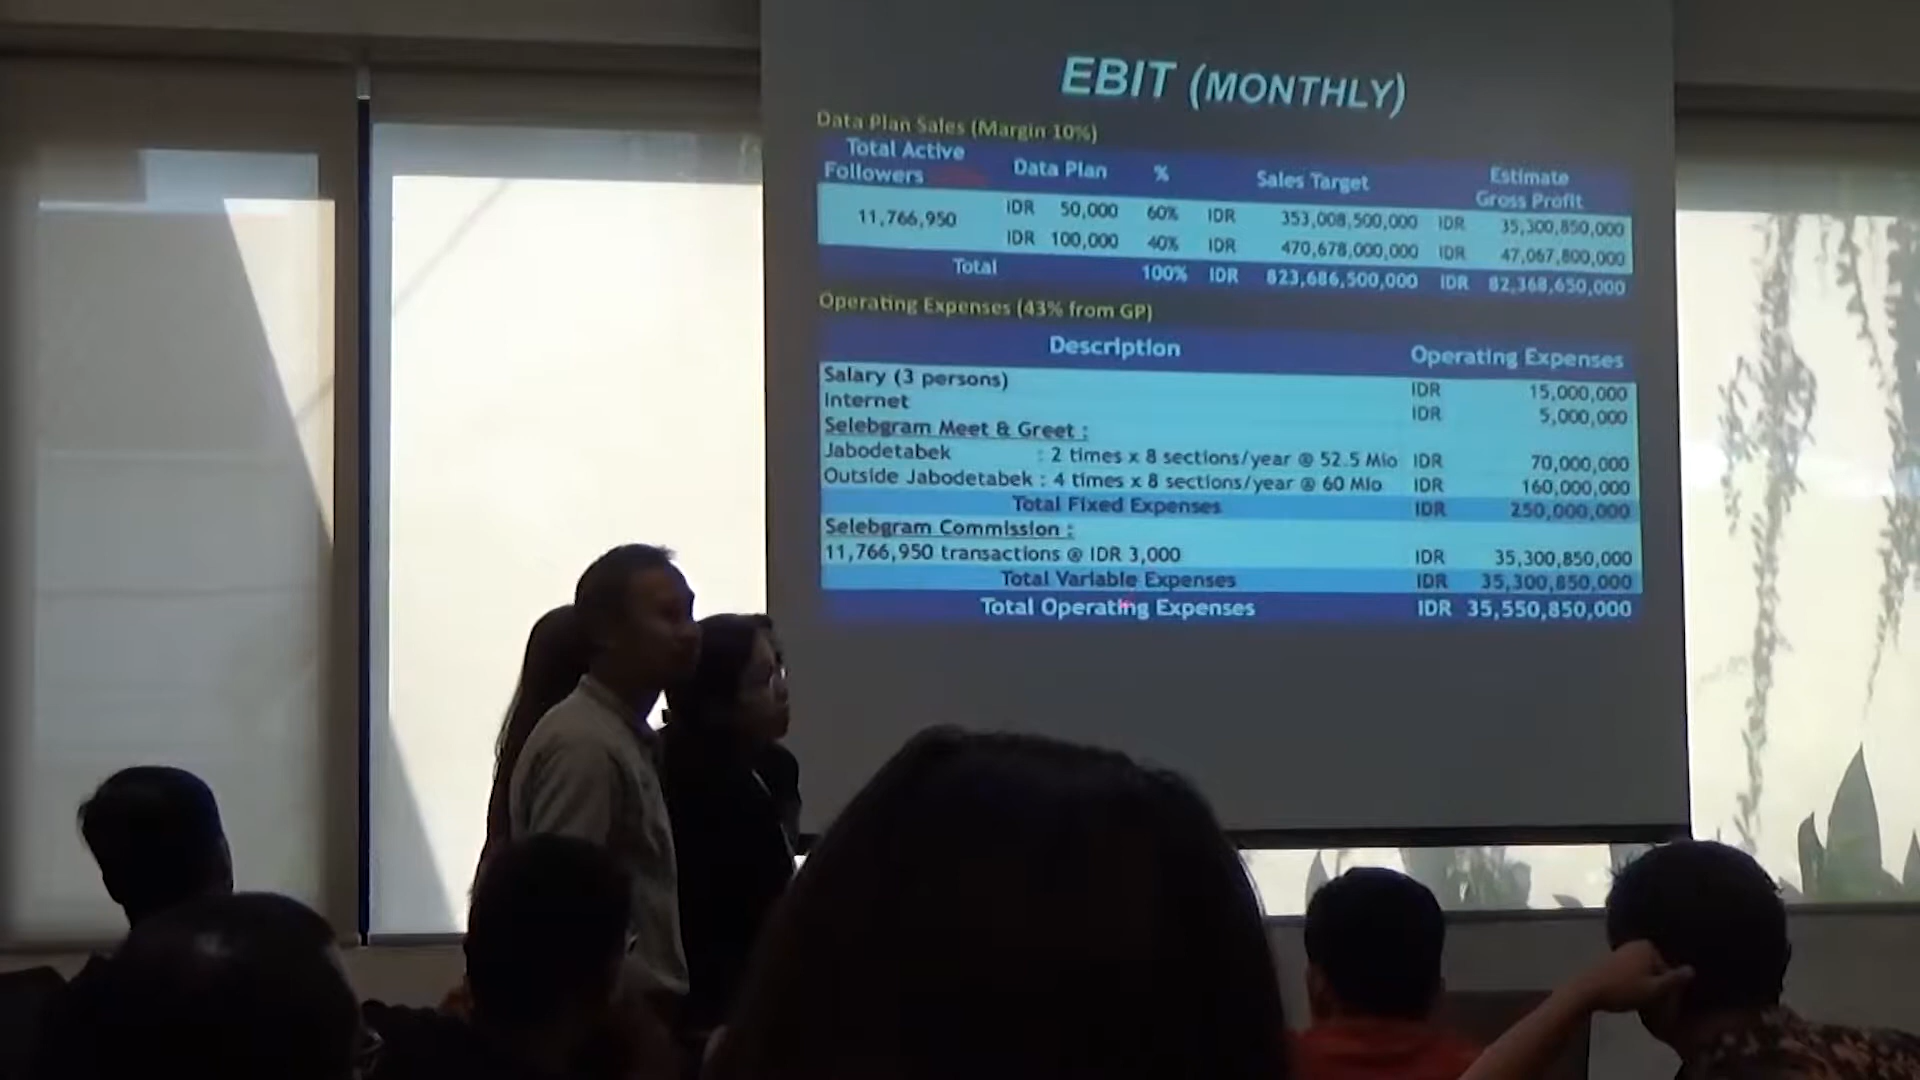 EBIT (MONTHLY)
Data Plan Sales (Margin 10%)
Total Active Followers Data Plan % Sales Target Estimate Gross Profit
11,766,950 IDR 50,000 60% IDR 353,008,500,000 IDR 35,300,850,000
IDR 100,000 40% IDR 470,678,000,000 IDR 47,067,800,000
Total 100% IDR 823,686,500,000 IDR 82,368,650,000
Operating Expenses (43% from GP)
Description Operating Expenses
Salary (3 persons) IDR 15,000,000
Internet IDR 5,000,000
Selebgram Meet & Greet :
Jabodetabek : 2 times x 8 sections/year @ 52.5 Mio IDR 70,000,000
Outside Jabodetabek : 4 times x 8 sections/year @ 60 Mio IDR 160,000,000
Total Fixed Expenses IDR 250,000,000
Selebgram Commission :
11,766,950 transactions @ IDR 3,000 IDR 35,300,850,000
Total Variable Expenses IDR 35,300,850,000
Total Operating Expenses IDR 35,550,850,000